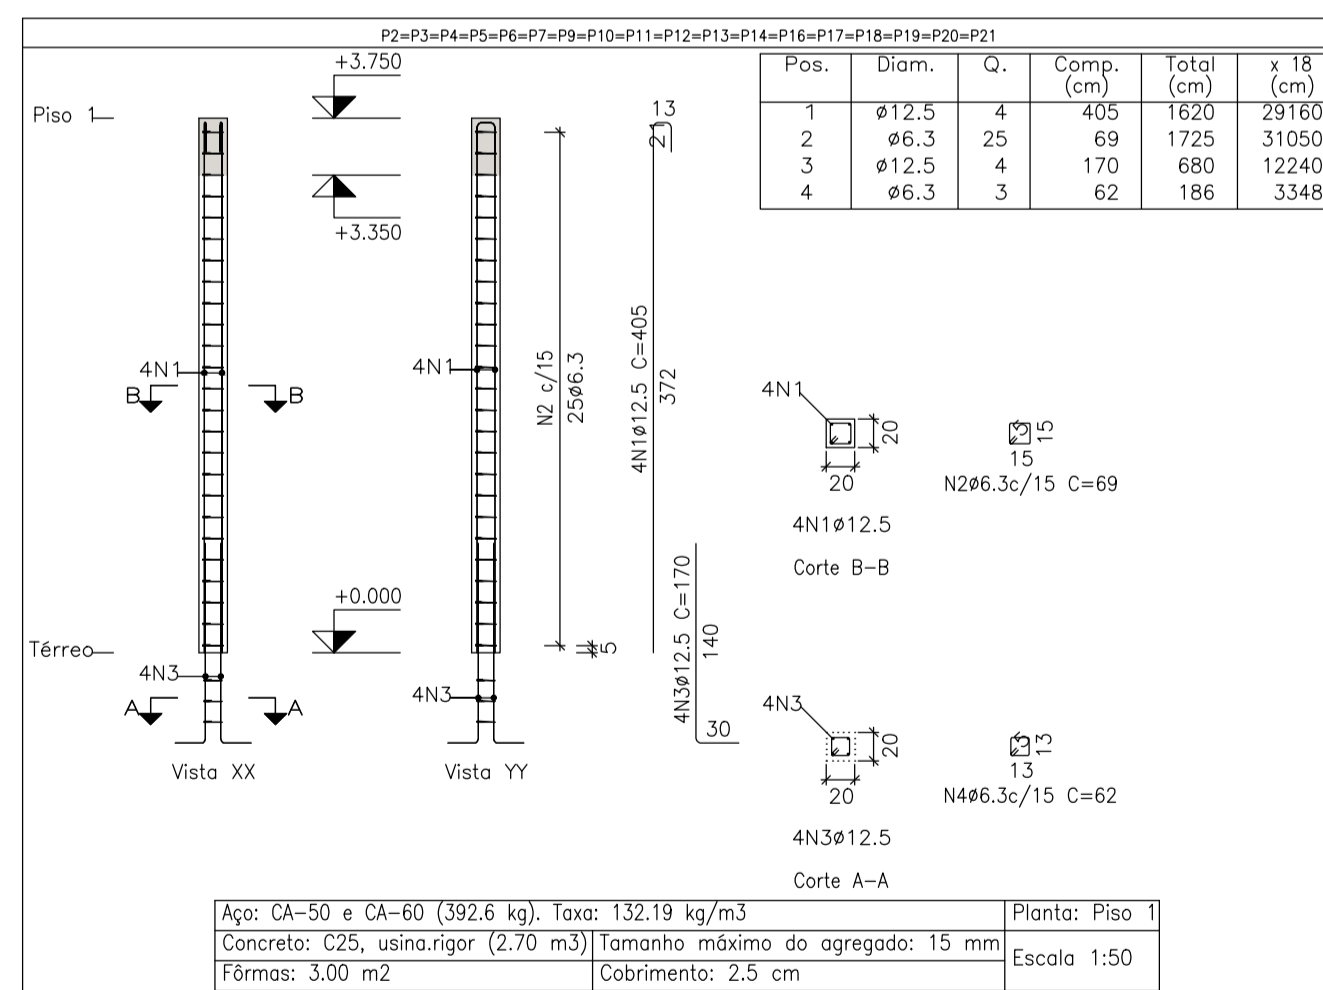 P2=P3=P4=P5=P6=P7=P9=P10=P11=P12=P13=P14=P16=P17=P18=P19=P20=P21
Pos. Diam. Q. Comp. (cm) Total (cm) x 18 (cm)
1 ø12.5 4 405 1620 29160
2 ø6.3 25 69 1725 31050
3 ø12.5 4 170 680 12240
4 ø6.3 3 62 186 3348
+3.750
Piso 1
+3.350
4N1
B B
+0.000
Térreo
4N3
A A
Vista XX
4N1
4N3
Vista YY
N2 c/15
25ø6.3
5
13
21
4N1ø12.5 C=405
372
4N3ø12.5 C=170
140
30
4N1
20
20
4N1ø12.5
Corte B-B
15
15
N2ø6.3c/15 C=69
4N3
20
20
4N3ø12.5
Corte A-A
13
13
N4ø6.3c/15 C=62
Aço: CA-50 e CA-60 (392.6 kg). Taxa: 132.19 kg/m3
Planta: Piso 1
Concreto: C25, usina.rigor (2.70 m3)
Tamanho máximo do agregado: 15 mm
Escala 1:50
Fôrmas: 3.00 m2
Cobrimento: 2.5 cm